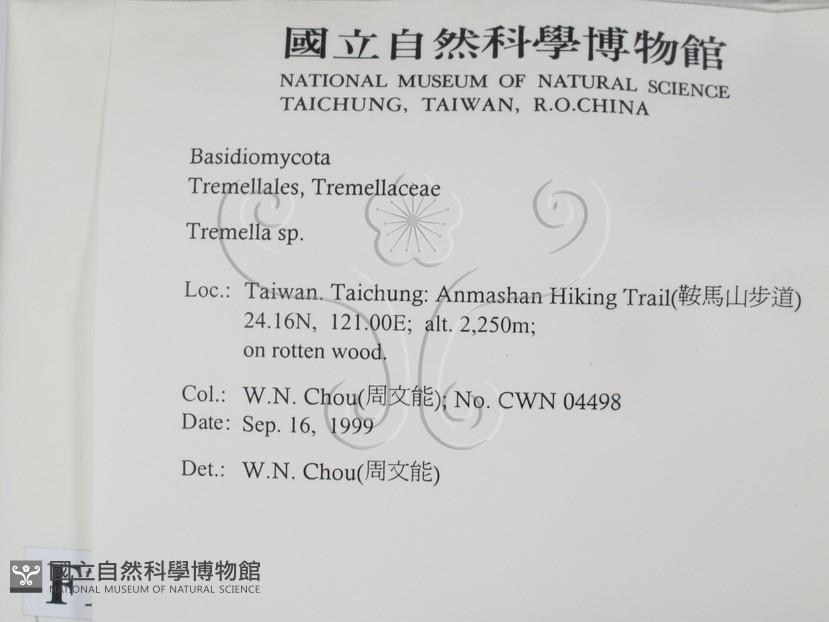 國立自然科學博物館
NATIONAL MUSEUM OF NATURAL SCIENCE
TAICHUNG, TAIWAN, R.O.CHINA
Basidiomycota
Tremellales, Tremellaceae
Tremella sp.
Loc.: Taiwan. Taichung: Anmashan Hiking Trail(鞍馬山步道)
24.16N, 121.00E; alt. 2,250m;
on rotten wood.
Col.: W.N. Chou(周文能); No. CWN 04498
Date: Sep. 16, 1999
Det.: W.N. Chou(周文能)
國立自然科學博物館
NATIONAL MUSEUM OF NATURAL SCIENCE